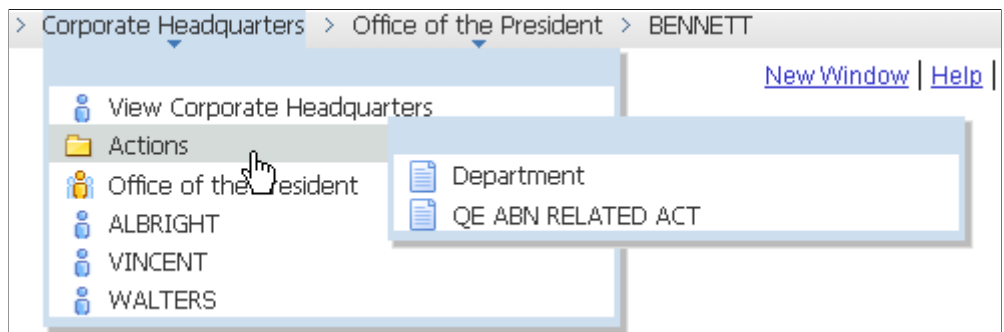 > Corporate Headquarters > Office of the President > BENNETT
New Window | Help |
View Corporate Headquarters
Actions
Department
Office of the President
QE ABN RELATED ACT
ALBRIGHT
VINCENT
WALTERS